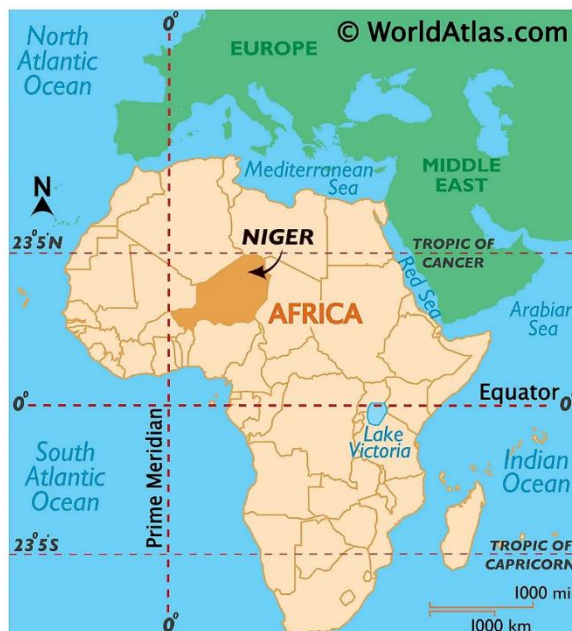 0°
© WorldAtlas.com
North
Atlantic
Ocean
EUROPE
Mediterranean
Sea
MIDDLE
EAST
N
23°5'N
NIGER
TROPIC OF
CANCER
Red Sea
AFRICA
Arabian
Sea
Equator
0°
0°
Prime Meridian
Lake
Victoria
South
Atlantic
Ocean
Indian
Ocean
23°5'S
TROPIC OF
CAPRICORN
1000 mi
1000 km
0°